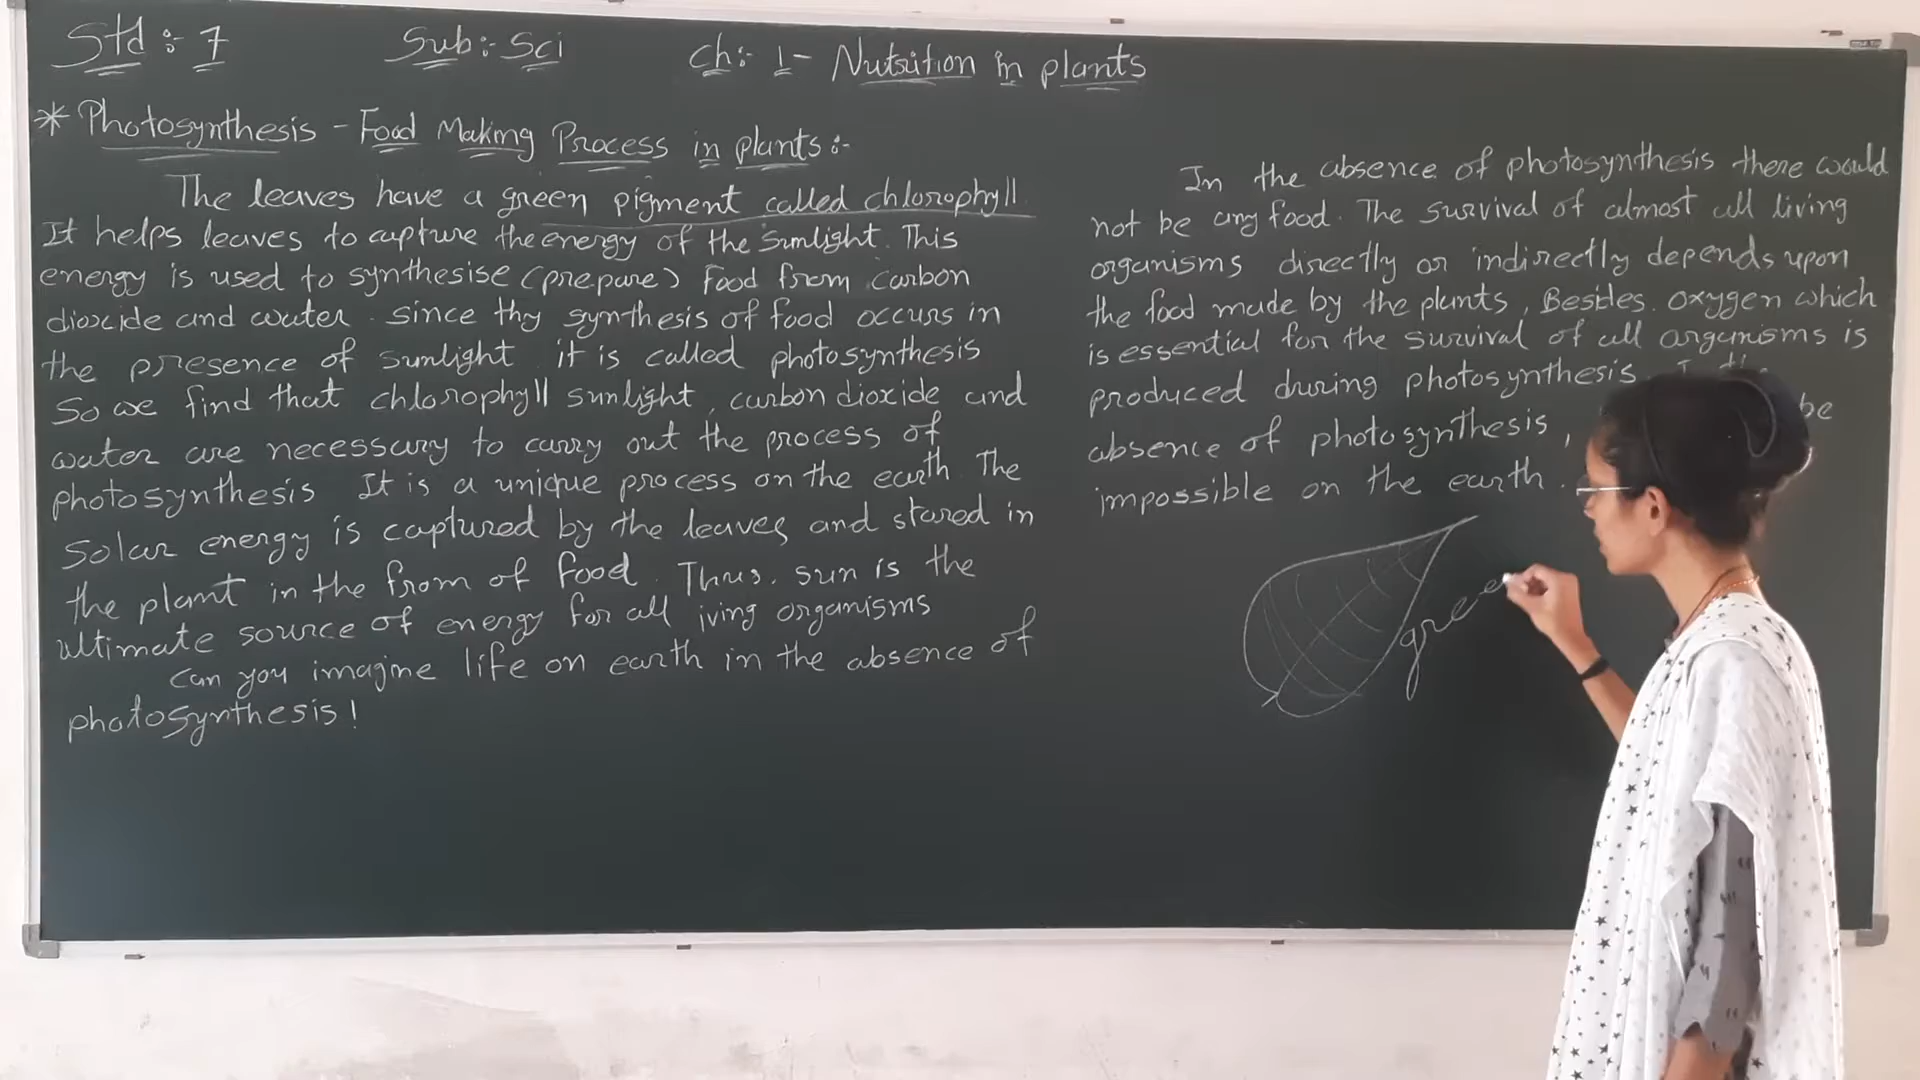 Std :- 7 Sub :- Sci Ch :- 1 - Nutrition in plants
* Photosynthesis - Food Making Process in plants :-
The leaves have a green pigment called chlorophyll
It helps leaves to capture the energy of the sunlight. This
energy is used to synthesise (prepare) food from carbon
dioxide and water. since thy synthesis of food occurs in
the presence of sunlight it is called photosynthesis
So we find that chlorophyll sunlight, carbon dioxide and
water are necessary to carry out the process of
photosynthesis It is a unique process on the earth. The
Solar energy is captured by the leaves and stored in
the plant in the from of food. Thus, sun is the
ultimate source of energy for all iving organisms
can you imagine life on earth in the absence of
photosynthesis!
In the absence of photosynthesis there would
not be any food. The survival of almost all living
organisms directly or indirectly depends upon
the food made by the plants, Besides. oxygen which
is essential for the survival of all organisms is
produced during photosynthesis.
absence of photosynthesis, be
impossible on the earth.
gree